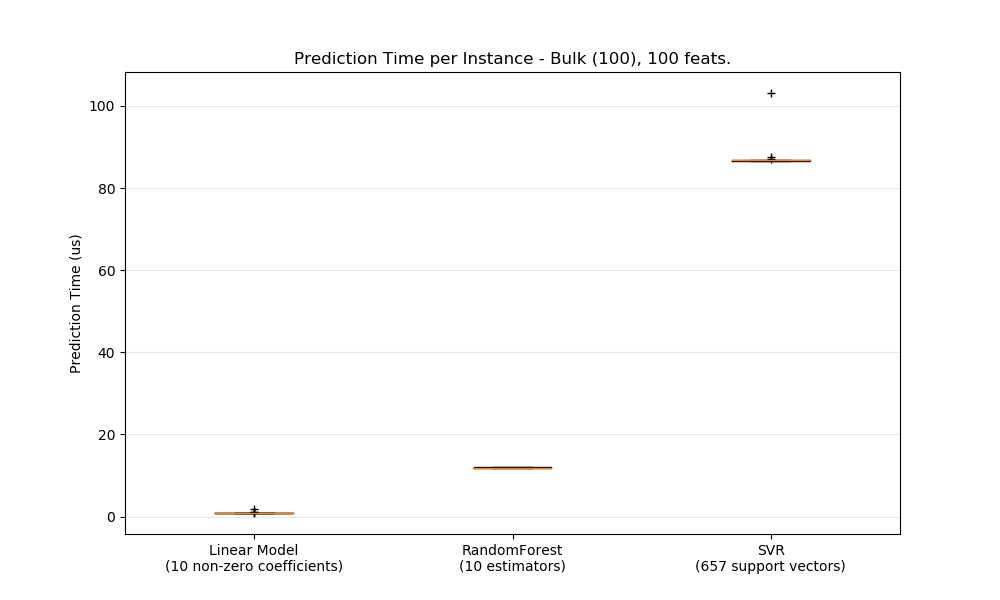 Prediction Time per Instance - Bulk (100), 100 feats.
Prediction Time (us)
100
80
60
40
20
0
Linear Model
(10 non-zero coefficients)
RandomForest
(10 estimators)
SVR
(657 support vectors)